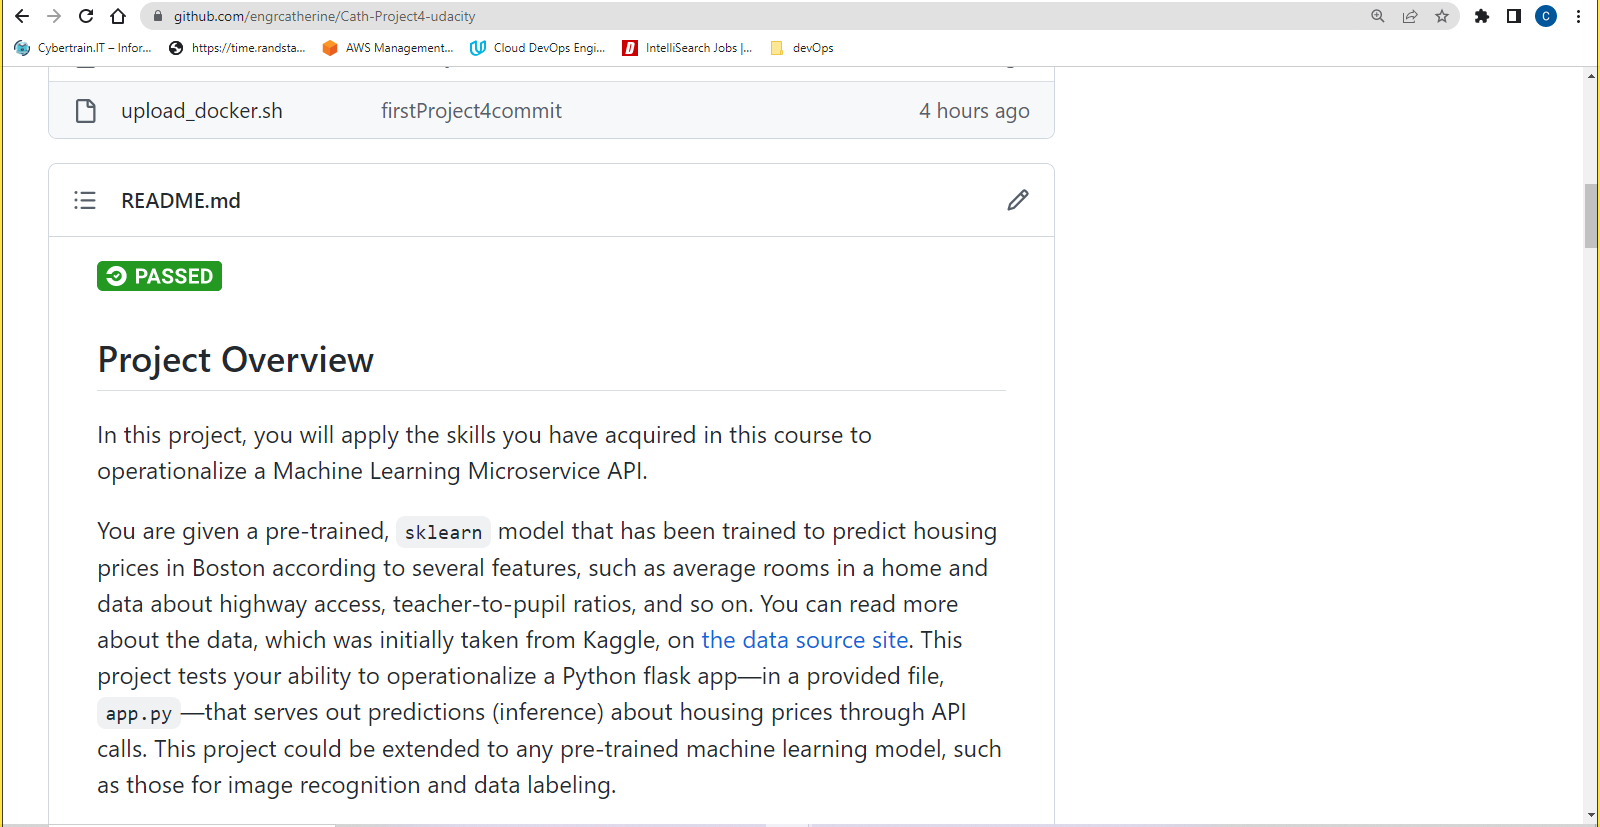 github.com/engrcatherine/Cath-Project4-udacity
C
Cybertrain.IT – Infor...
https://time.randsta...
AWS Management...
Cloud DevOps Engi...
IntelliSearch Jobs |...
devOps
upload_docker.sh firstProject4commit 4 hours ago
README.md
PASSED
Project Overview
In this project, you will apply the skills you have acquired in this course to
operationalize a Machine Learning Microservice API.
You are given a pre-trained, sklearn model that has been trained to predict housing
prices in Boston according to several features, such as average rooms in a home and
data about highway access, teacher-to-pupil ratios, and so on. You can read more
about the data, which was initially taken from Kaggle, on the data source site. This
project tests your ability to operationalize a Python flask app—in a provided file,
app.py—that serves out predictions (inference) about housing prices through API
calls. This project could be extended to any pre-trained machine learning model, such
as those for image recognition and data labeling.